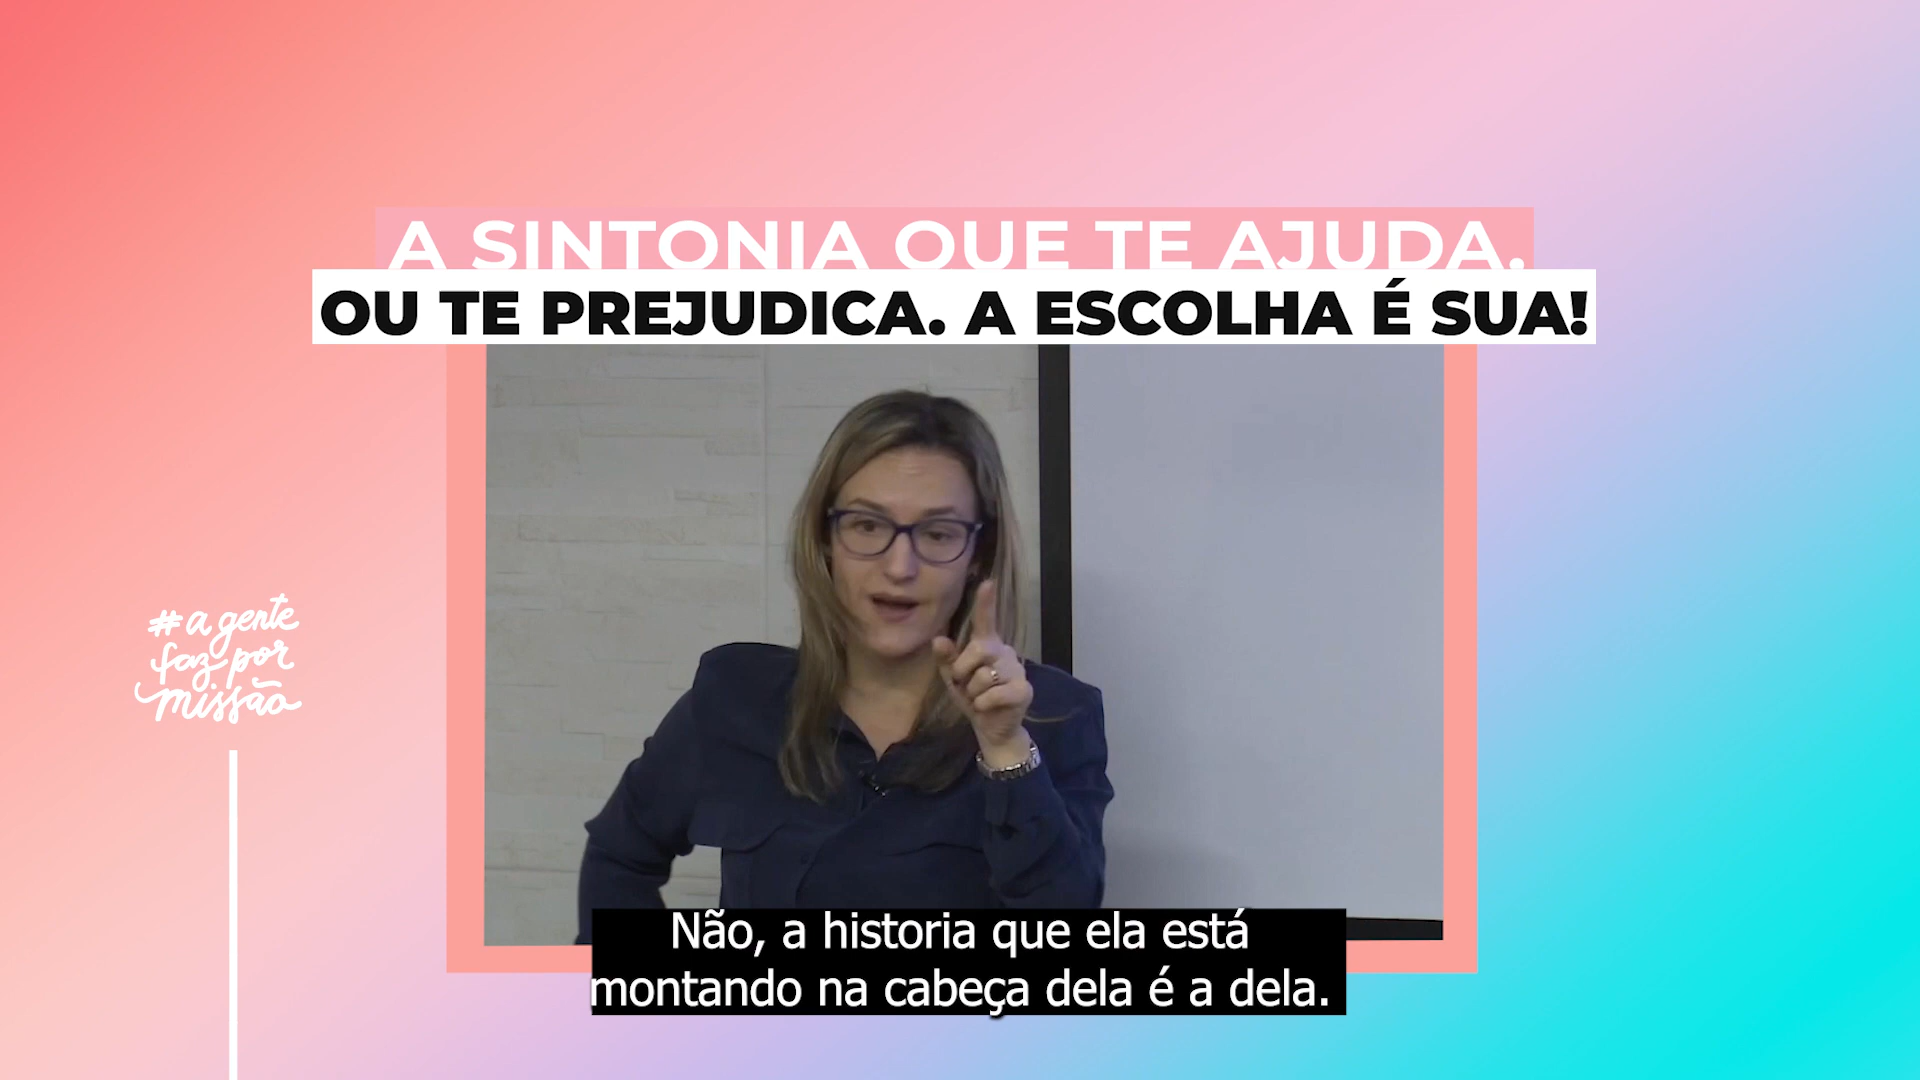 A SINTONIA QUE TE AJUDA.
OU TE PREJUDICA. A ESCOLHA É SUA!
#a gente
faz por
missão
Não, a historia que ela está
montando na cabeça dela é a dela.